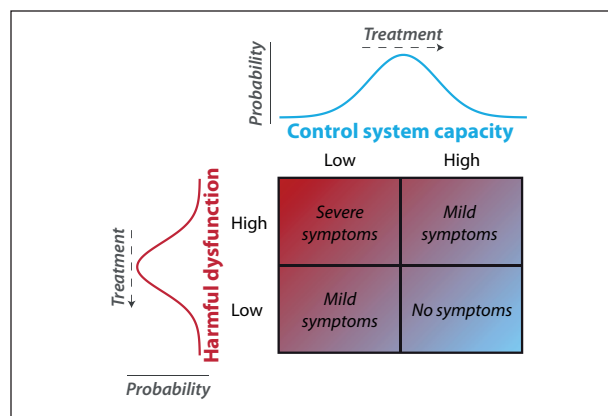 Treatment
Probability
Control system capacity
Low High
Harmful dysfunction
Treatment
High
Severe
symptoms
Mild
symptoms
Low
Mild
symptoms
No symptoms
Probability